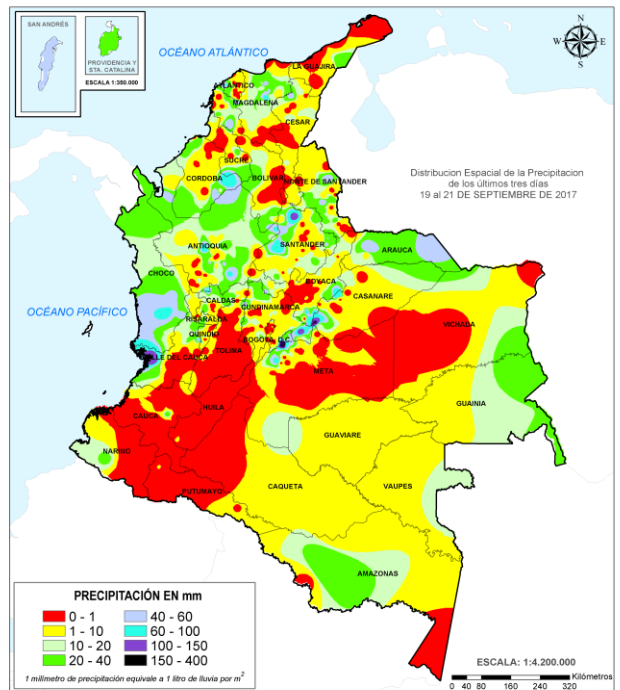 SAN ANDRÉS
PROVIDENCIA Y
STA. CATALINA
ESCALA 1:380.000
OCÉANO ATLÁNTICO
N
W
E
S
LA GUAJIRA
ATLANTICO
MAGDALENA
CESAR
SUCRE
CORDOBA
BOLIVAR
NORTE DE SANTANDER
Distribucion Espacial de la Precipitacion
de los últimos tres días
19 al 21 DE SEPTIEMBRE DE 2017
ANTIOQUIA
SANTANDER
ARAUCA
CHOCO
BOYACA
CASANARE
CALDAS
CUNDINAMARCA
OCÉANO PACÍFICO
RISARALDA
VICHADA
QUINDIO
BOGOTA, D.C.
TOLIMA
VALLE DEL CAUCA
META
GUAINIA
CAUCA
HUILA
GUAVIARE
NARIÑO
CAQUETA
VAUPES
PUTUMAYO
AMAZONAS
PRECIPITACIÓN EN mm
0 - 1
40 - 60
1 - 10
60 - 100
10 - 20
100 - 150
20 - 40
150 - 400
1 milimetro de precipitación equivale a 1 litro de lluvia por m²
ESCALA: 1:4.200.000
Kilómetros
0 40 80 160 240 320